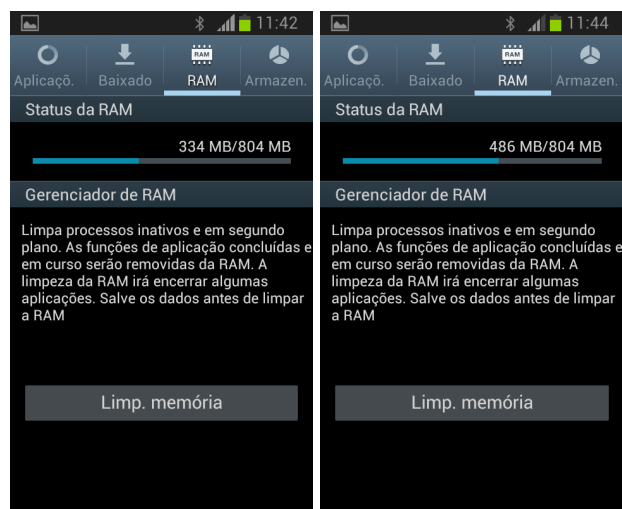 11:42
Aplicaçõ. Baixado RAM Armazen.
Status da RAM
334 MB/804 MB
Gerenciador de RAM
Limpa processos inativos e em segundo
plano. As funções de aplicação concluídas e
em curso serão removidas da RAM. A
limpeza da RAM irá encerrar algumas
aplicações. Salve os dados antes de limpar
a RAM
Limp. memória
11:44
Aplicaçõ. Baixado RAM Armazen.
Status da RAM
486 MB/804 MB
Gerenciador de RAM
Limpa processos inativos e em segundo
plano. As funções de aplicação concluídas e
em curso serão removidas da RAM. A
limpeza da RAM irá encerrar algumas
aplicações. Salve os dados antes de limpar
a RAM
Limp. memória